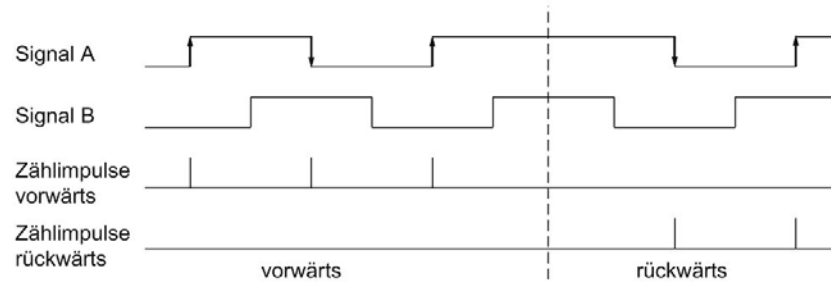 Signal A
Signal B
Zählimpulse
vorwärts
Zählimpulse
rückwärts
vorwärts
rückwärts